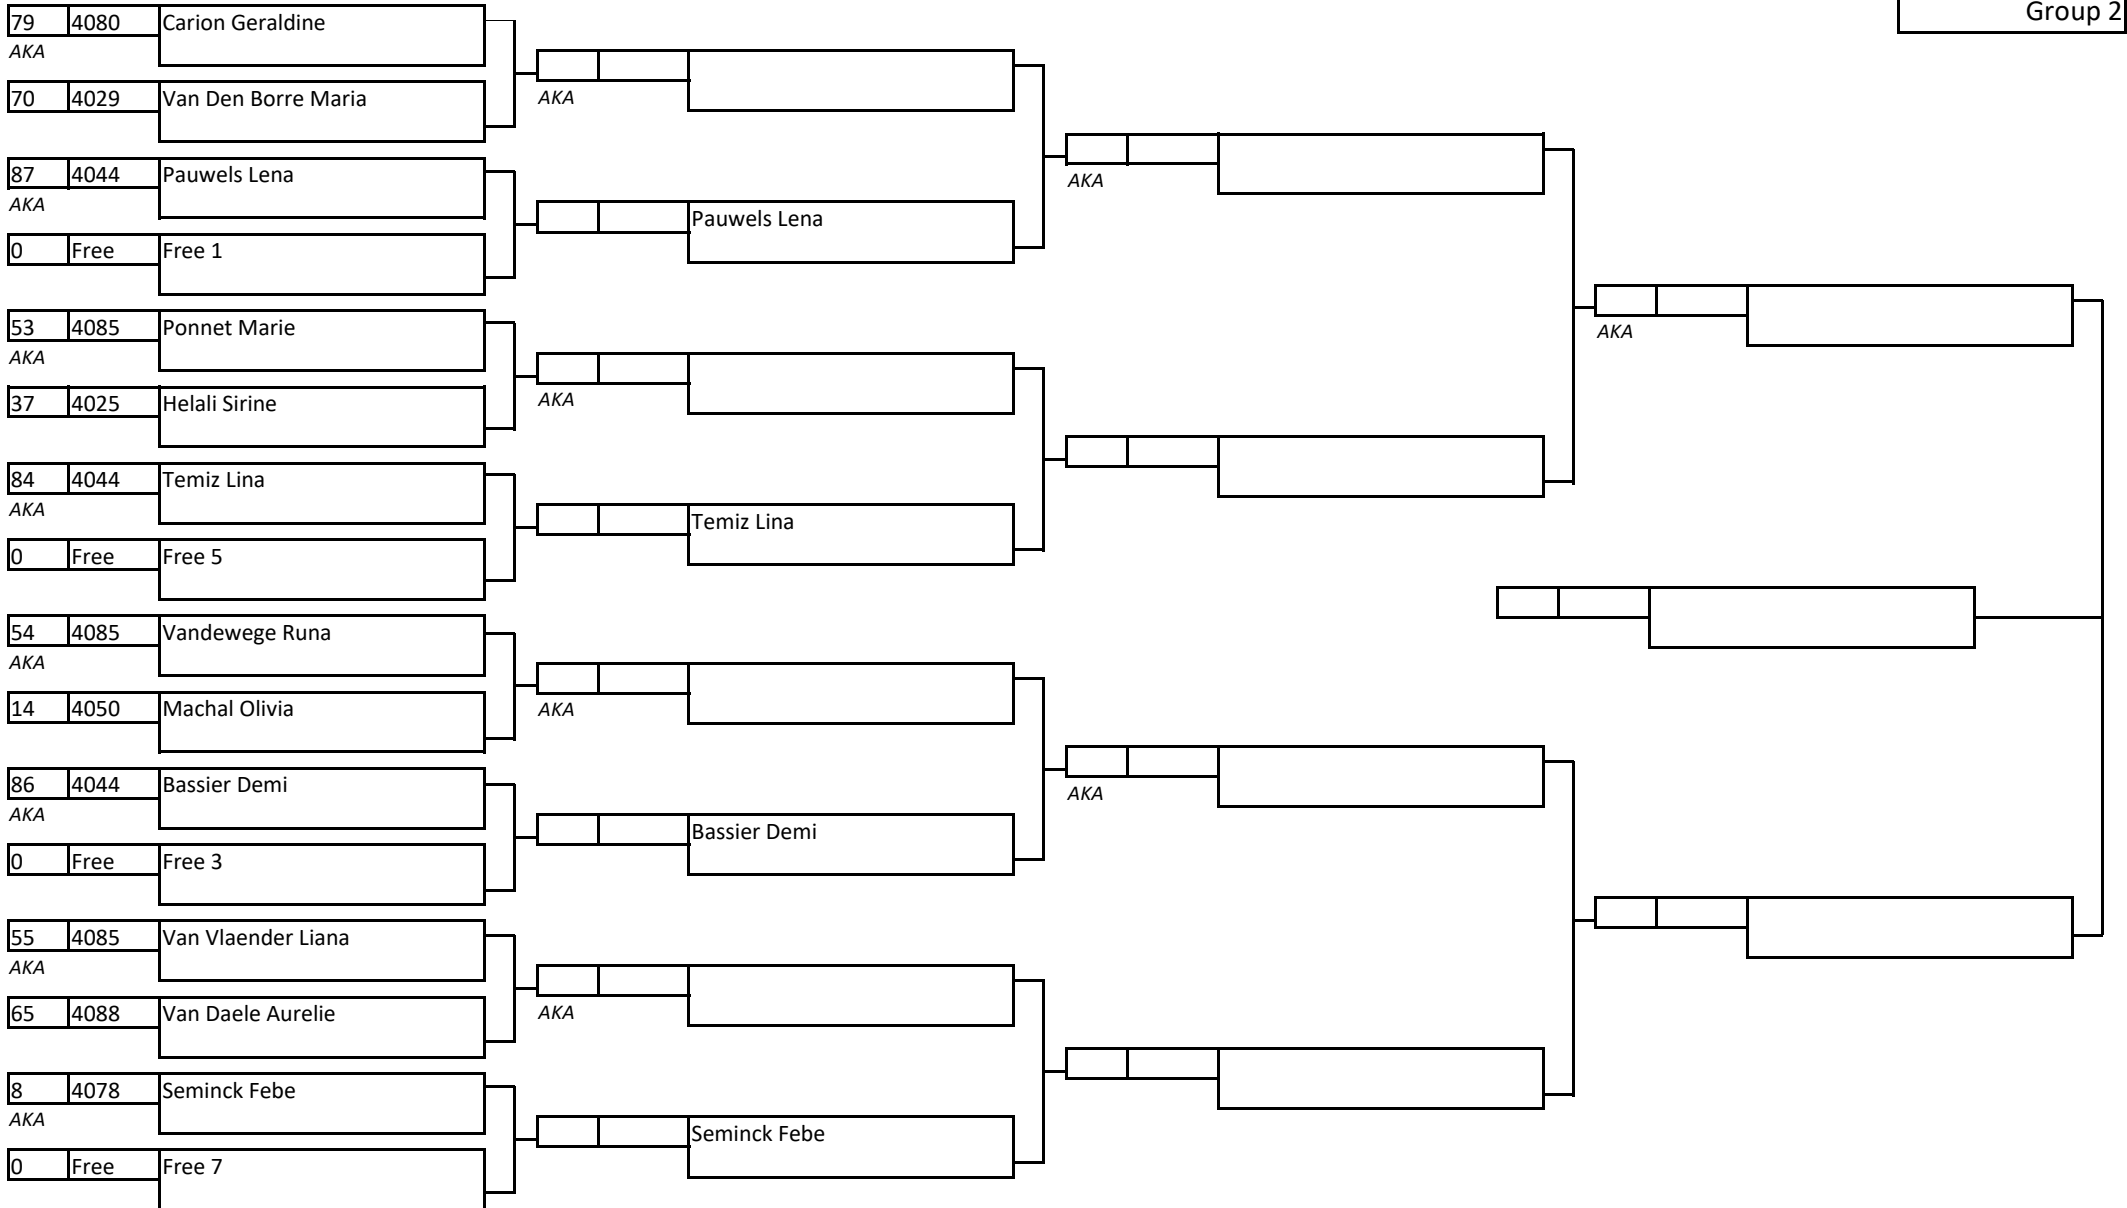 Group 2
79 4080 Carion Geraldine
AKA
70 4029 Van Den Borre Maria
AKA
87 4044 Pauwels Lena
AKA
AKA
Pauwels Lena
0 Free Free 1
53 4085 Ponnet Marie
AKA
AKA
37 4025 Helali Sirine
AKA
84 4044 Temiz Lina
AKA
Temiz Lina
0 Free Free 5
54 4085 Vandewege Runa
AKA
14 4050 Machal Olivia
AKA
86 4044 Bassier Demi
AKA
AKA
Bassier Demi
0 Free Free 3
55 4085 Van Vlaender Liana
AKA
65 4088 Van Daele Aurelie
AKA
8 4078 Seminck Febe
AKA
Seminck Febe
0 Free Free 7